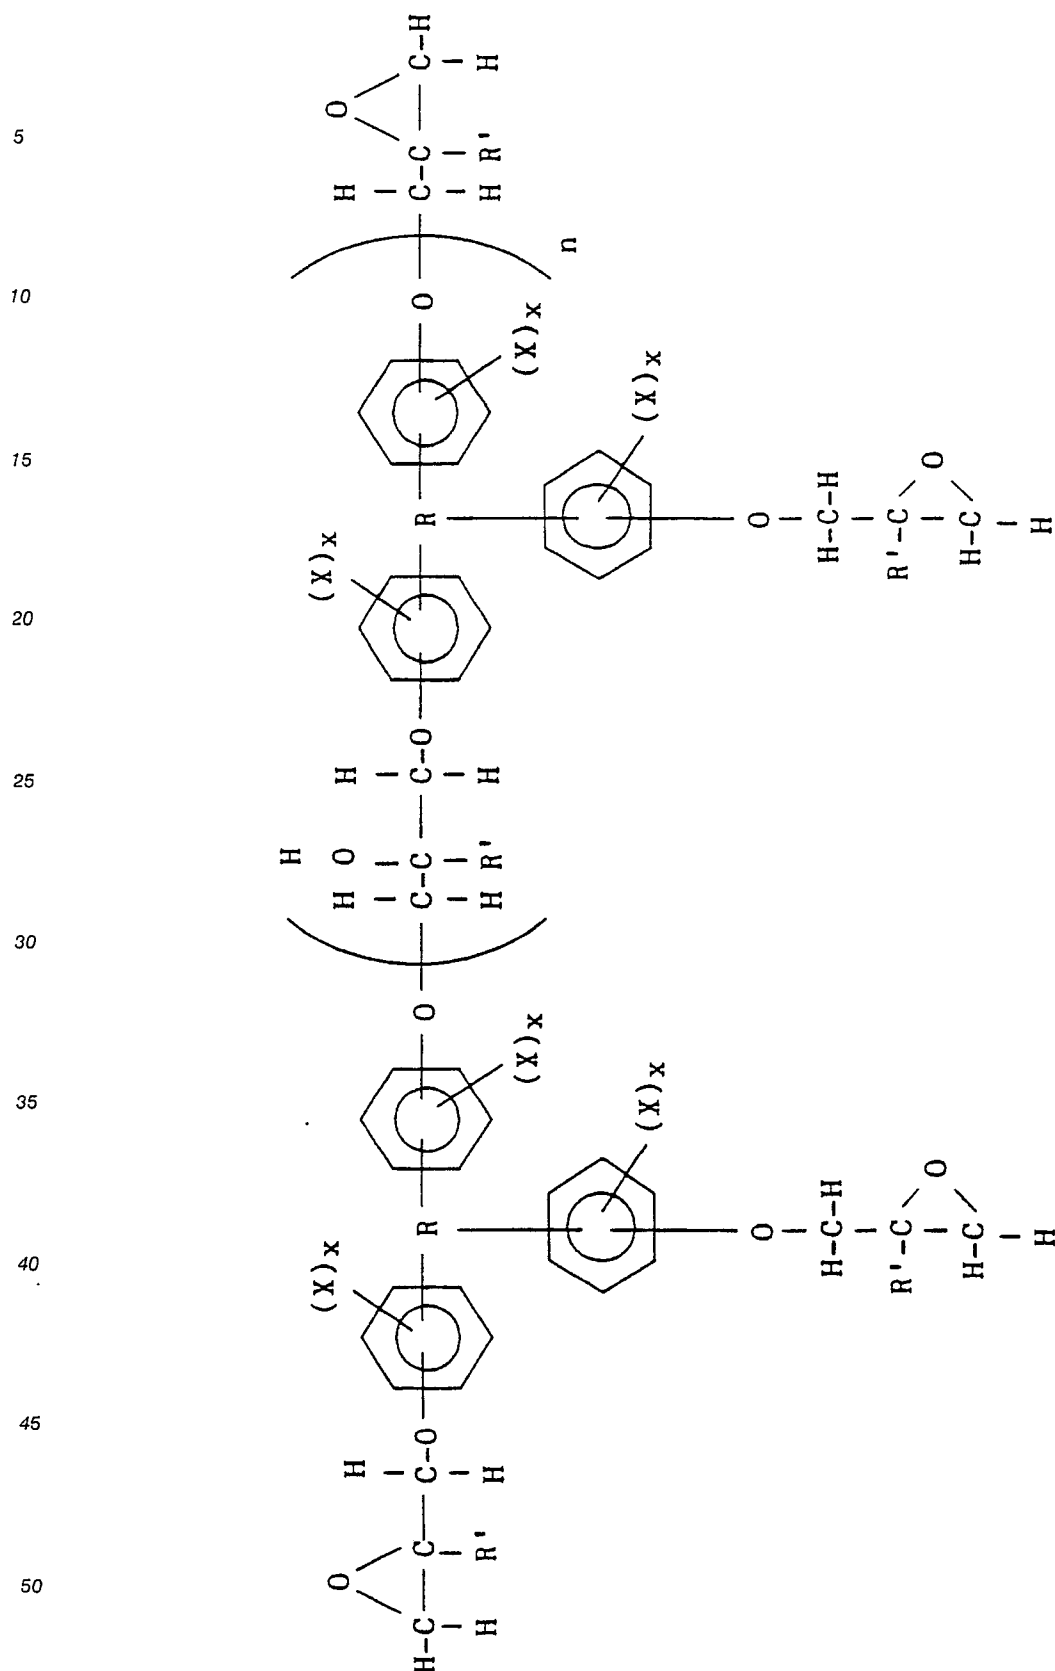 5
10
15
20
25
30
35
40
45
50
H
O H (X)x H O H (X)x H O
H-C C C-O R O C-C C-O R O C-C C-H
H R' H H R' H H R' H
(X)x (X)x n
(X)x (X)x
O O
H-C-H H-C-H
R'-C O R'-C O
H-C H-C
H H